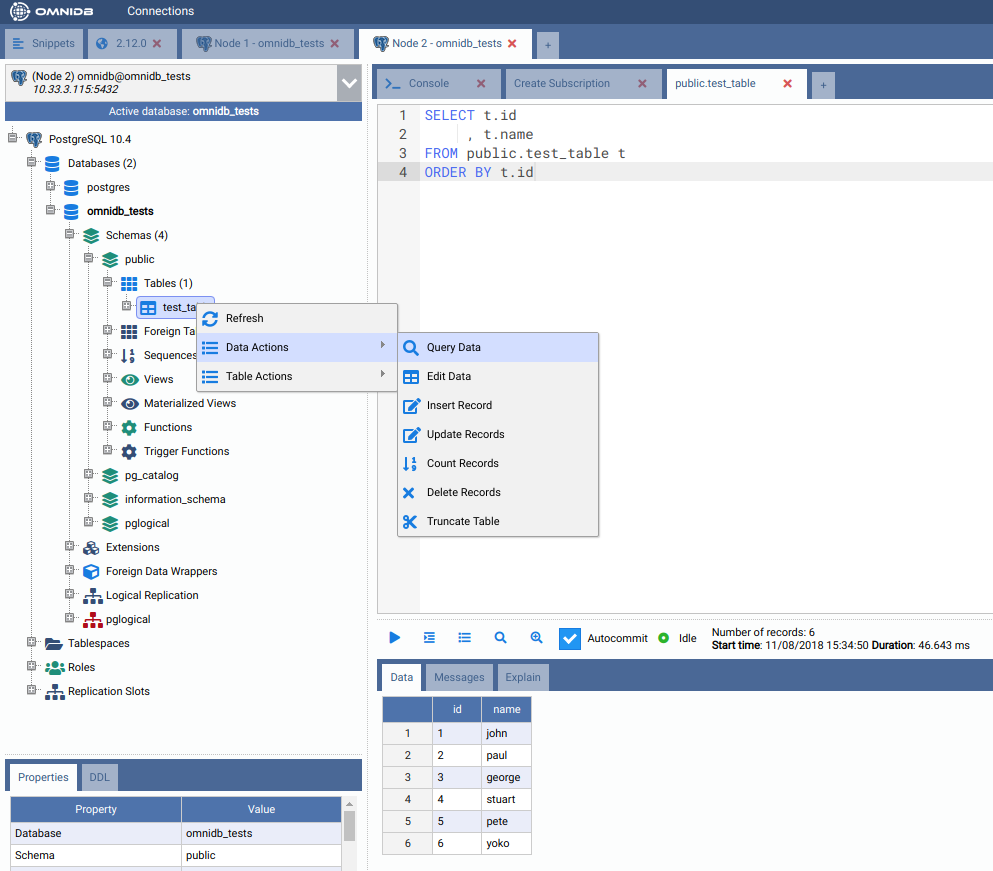 OMNIDB Connections
Snippets 2.12.0 Node 1 - omnidb_tests Node 2 - omnidb_tests +
(Node 2) omnidb@omnidb_tests
10.33.3.115:5432
Active database: omnidb_tests
PostgreSQL 10.4
Databases (2)
postgres
omnidb_tests
Schemas (4)
public
Tables (1)
test_ta
Foreign Ta
Sequences
Views
Materialized Views
Functions
Trigger Functions
pg_catalog
information_schema
pglogical
Extensions
Foreign Data Wrappers
Logical Replication
pglogical
Tablespaces
Roles
Replication Slots
Refresh
Data Actions
Table Actions
Query Data
Edit Data
Insert Record
Update Records
Count Records
Delete Records
Truncate Table
Properties DDL
Property Value
Database omnidb_tests
Schema public
Console Create Subscription public.test_table +
1 SELECT t.id
2 , t.name
3 FROM public.test_table t
4 ORDER BY t.id
Autocommit Idle
Number of records: 6
Start time: 11/08/2018 15:34:50 Duration: 46.643 ms
Data Messages Explain
id name
1 1 john
2 2 paul
3 3 george
4 4 stuart
5 5 pete
6 6 yoko